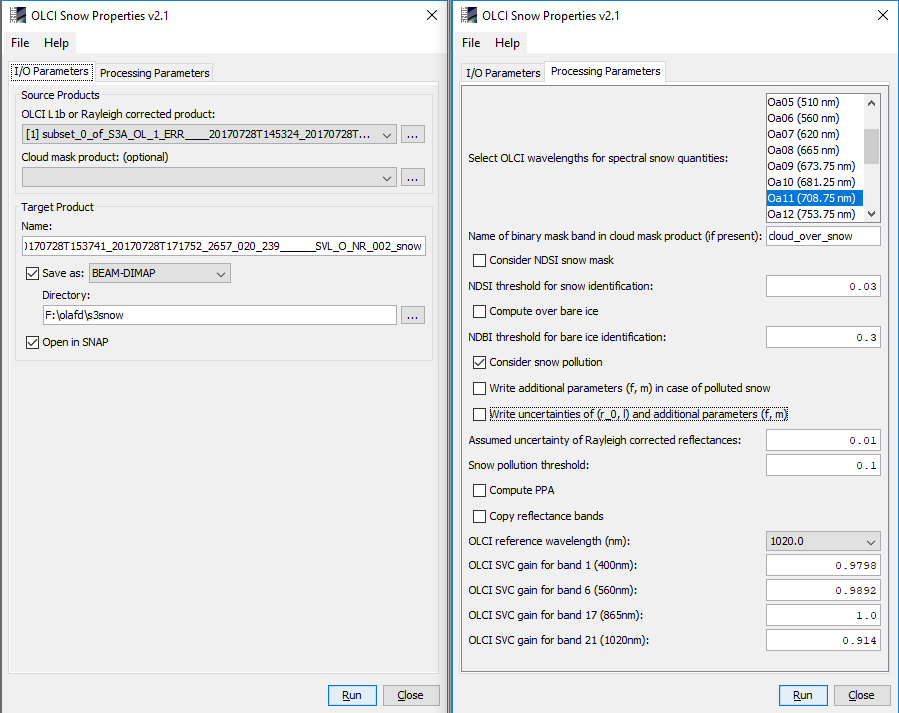 OLCI Snow Properties v2.1
File Help
I/O Parameters Processing Parameters
Source Products
OLCI L1b or Rayleigh corrected product:
[1] subset_0_of_S3A_OL_1_ERR____20170728T145324_20170728T... ...
Cloud mask product: (optional)
...
Target Product
Name:
)170728T153741_20170728T171752_2657_020_239______SVL_O_NR_002_snow
Save as: BEAM-DIMAP
Directory:
F:\olafd\s3snow ...
Open in SNAP
Run Close
OLCI Snow Properties v2.1
File Help
I/O Parameters Processing Parameters
Select OLCI wavelengths for spectral snow quantities:
Oa05 (510 nm)
Oa06 (560 nm)
Oa07 (620 nm)
Oa08 (665 nm)
Oa09 (673.75 nm)
Oa10 (681.25 nm)
Oa11 (708.75 nm)
Oa12 (753.75 nm)
Name of binary mask band in cloud mask product (if present): cloud_over_snow
Consider NDSI snow mask
NDSI threshold for snow identification: 0.03
Compute over bare ice
NDBI threshold for bare ice identification: 0.3
Consider snow pollution
Write additional parameters (f, m) in case of polluted snow
Write uncertainties of (r_0, l) and additional parameters (f, m)
Assumed uncertainty of Rayleigh corrected reflectances: 0.01
Snow pollution threshold: 0.1
Compute PPA
Copy reflectance bands
OLCI reference wavelength (nm): 1020.0
OLCI SVC gain for band 1 (400nm): 0.9798
OLCI SVC gain for band 6 (560nm): 0.9892
OLCI SVC gain for band 17 (865nm): 1.0
OLCI SVC gain for band 21 (1020nm): 0.914
Run Close